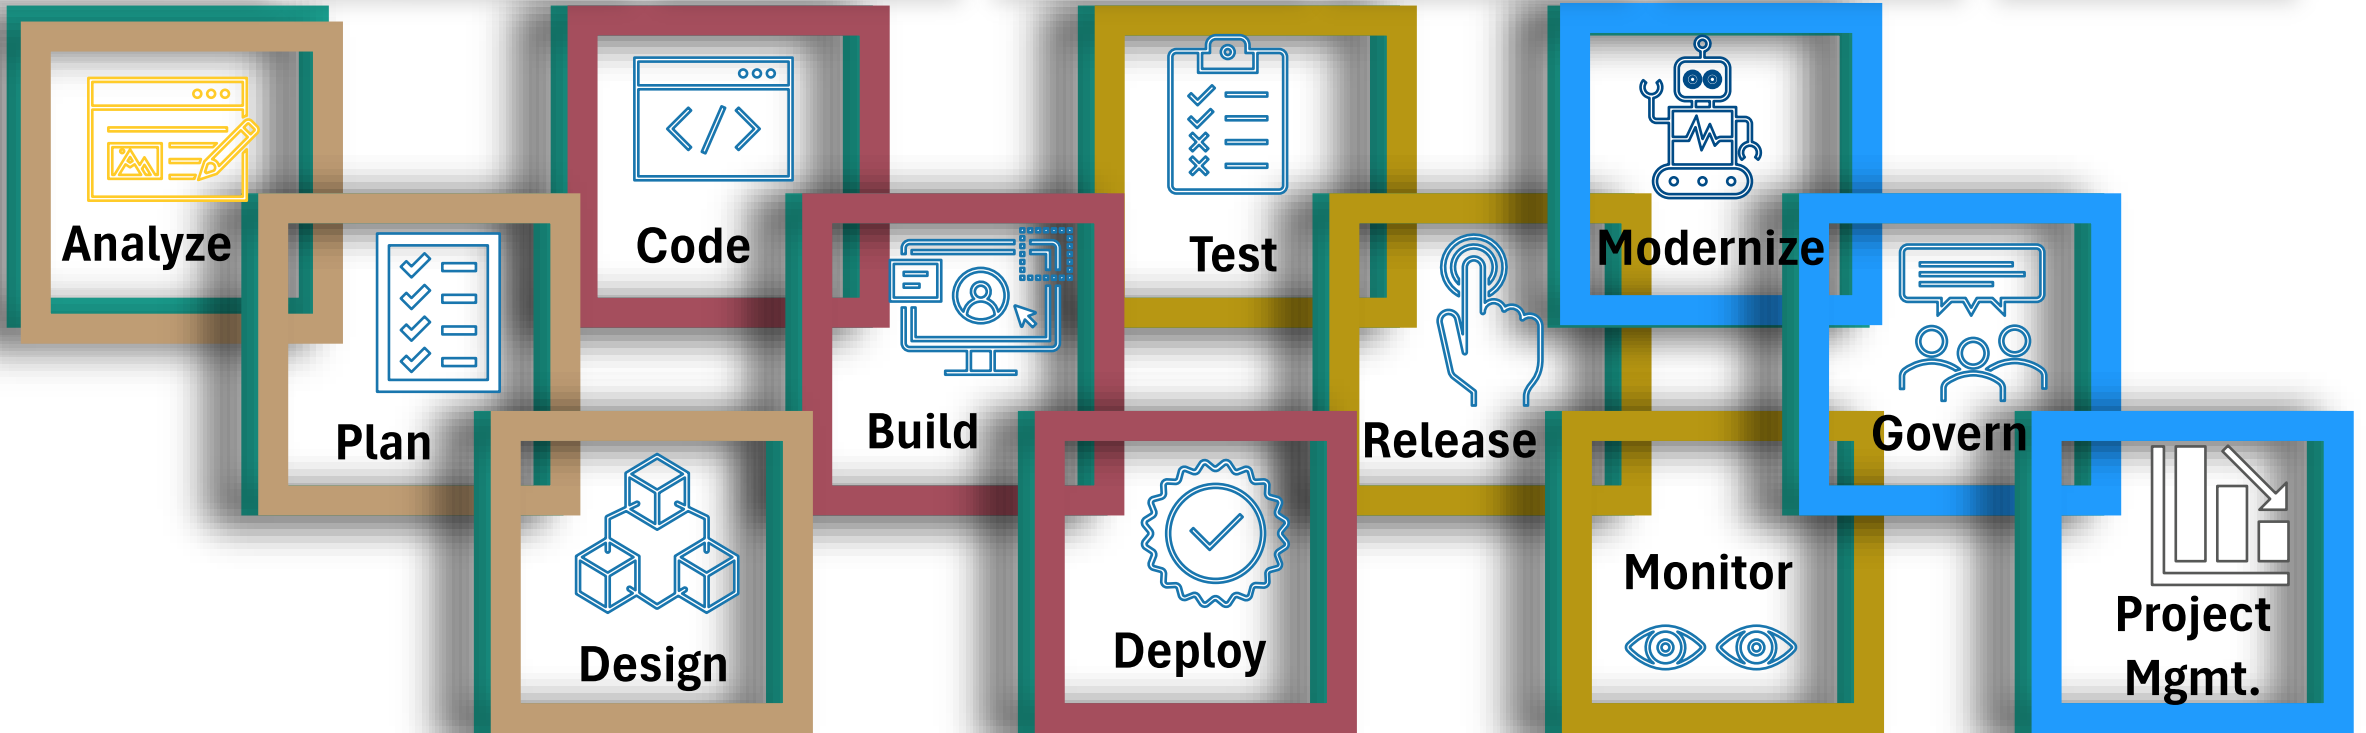 Analyze
Plan
Design
Code
Build
Deploy
Test
Release
Monitor
Modernize
Govern
Project
Mgmt.